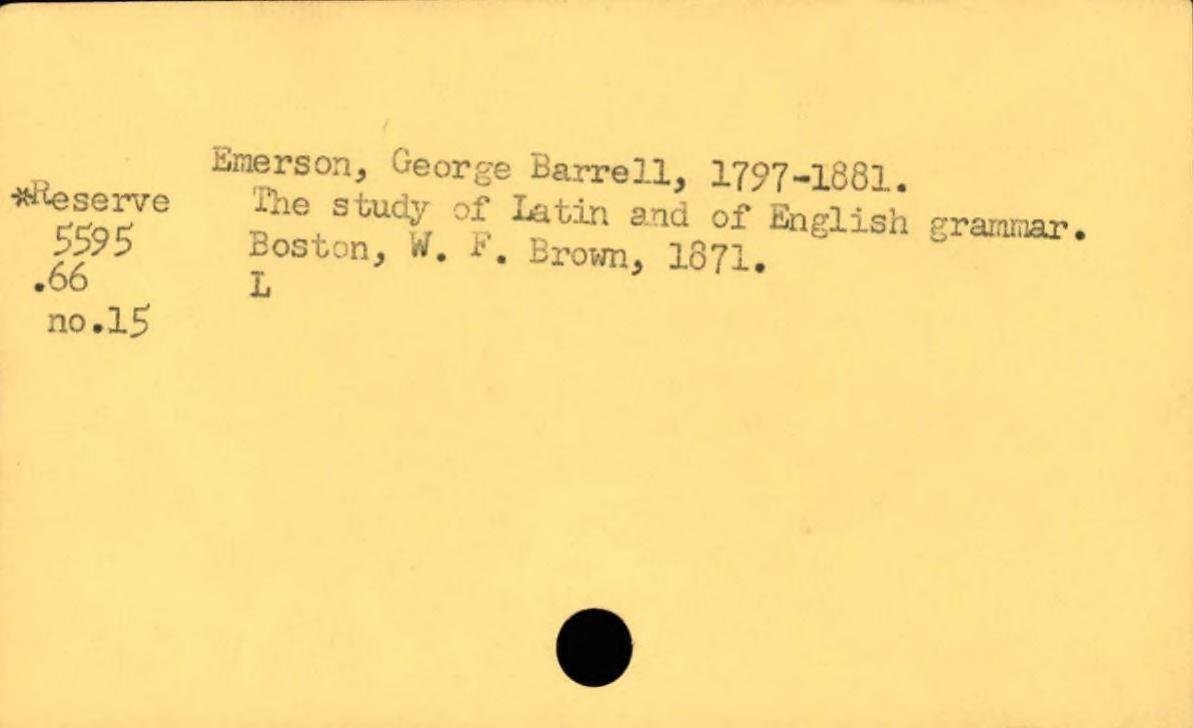 Emerson, George Barrell, 1797-1881.
*Reserve The study of Latin and of English grammar.
5595 Boston, W. F. Brown, 1871.
.66 L
no.15